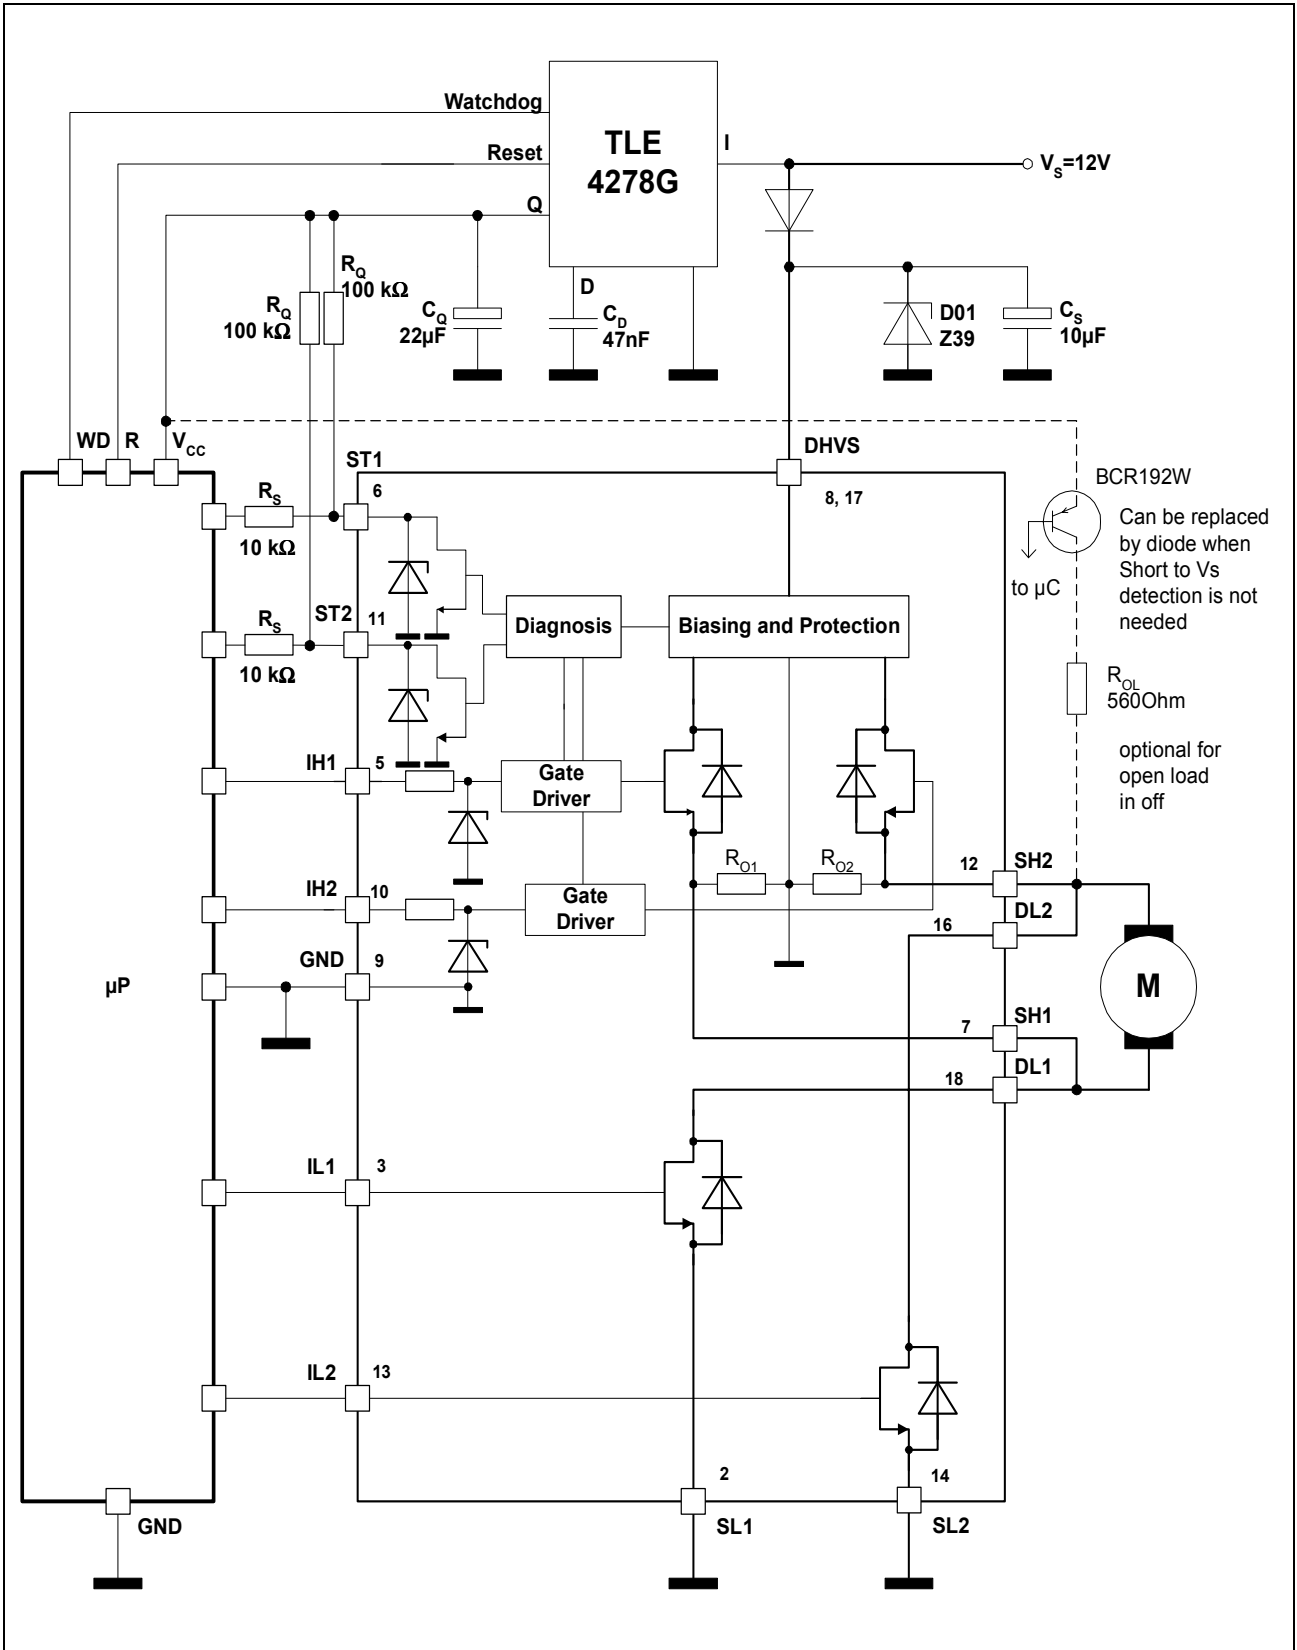 Watchdog
TLE
4278G
Reset
I
V_S=12V
Q
R_Q
100 kΩ
R_Q
100 kΩ
D
C_Q
22µF
C_D
47nF
D01
Z39
C_S
10µF
WD
R
V_CC
ST1
DHVS
6
8, 17
BCR192W
R_S
10 kΩ
Can be replaced
by diode when
Short to Vs
detection is not
needed
to µC
ST2
11
R_S
10 kΩ
Diagnosis
Biasing and Protection
R_OL
560Ohm
optional for
open load
in off
IH1
5
Gate
Driver
R_O1
R_O2
12
SH2
IH2
10
Gate
Driver
16
DL2
GND
9
µP
M
7
SH1
18
DL1
IL1
3
IL2
13
2
14
GND
SL1
SL2